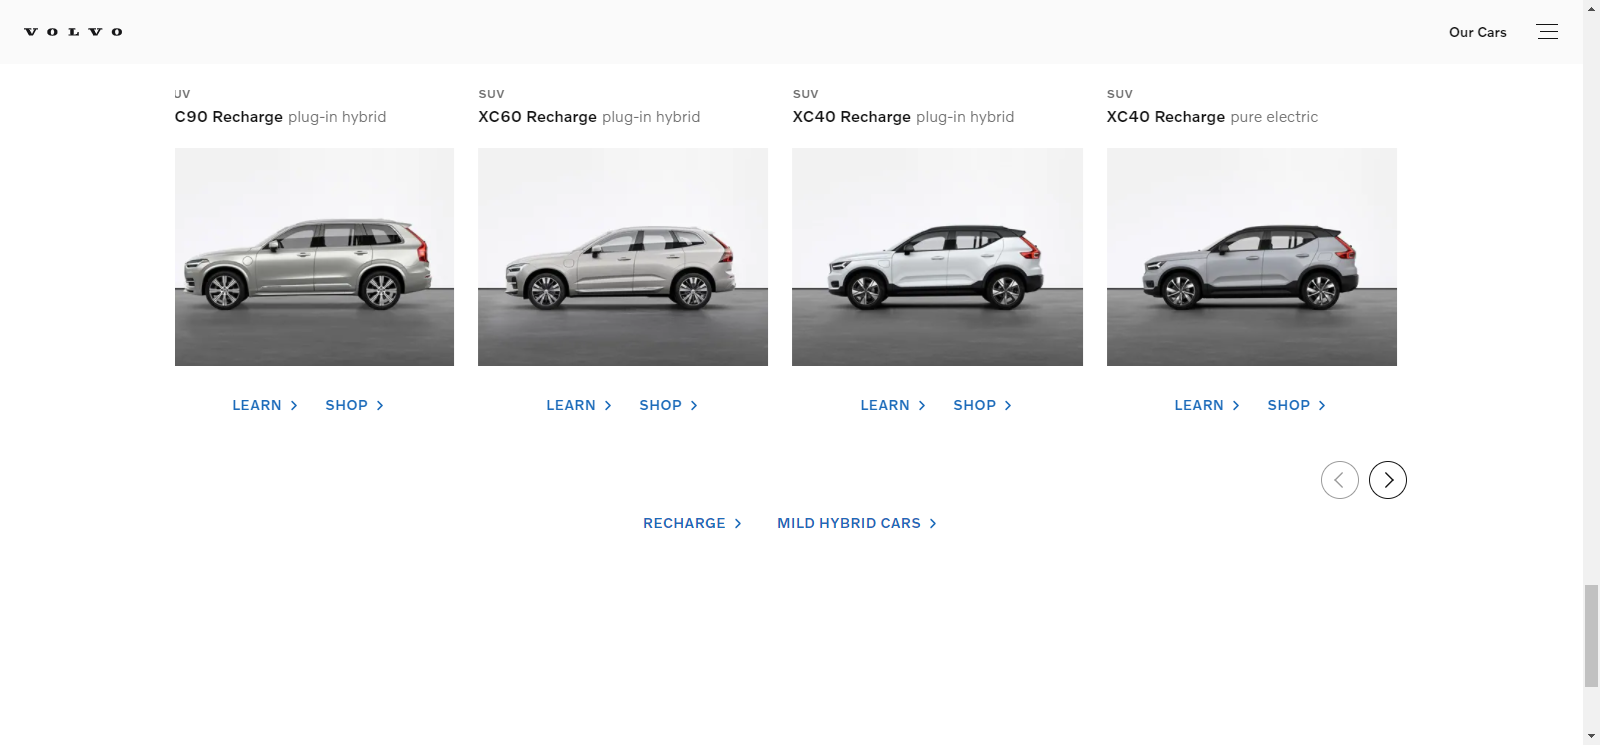 VOLVO
Our Cars
UV
C90 Recharge plug-in hybrid
SUV
XC60 Recharge plug-in hybrid
SUV
XC40 Recharge plug-in hybrid
SUV
XC40 Recharge pure electric
LEARN SHOP
LEARN SHOP
LEARN SHOP
LEARN SHOP
RECHARGE MILD HYBRID CARS